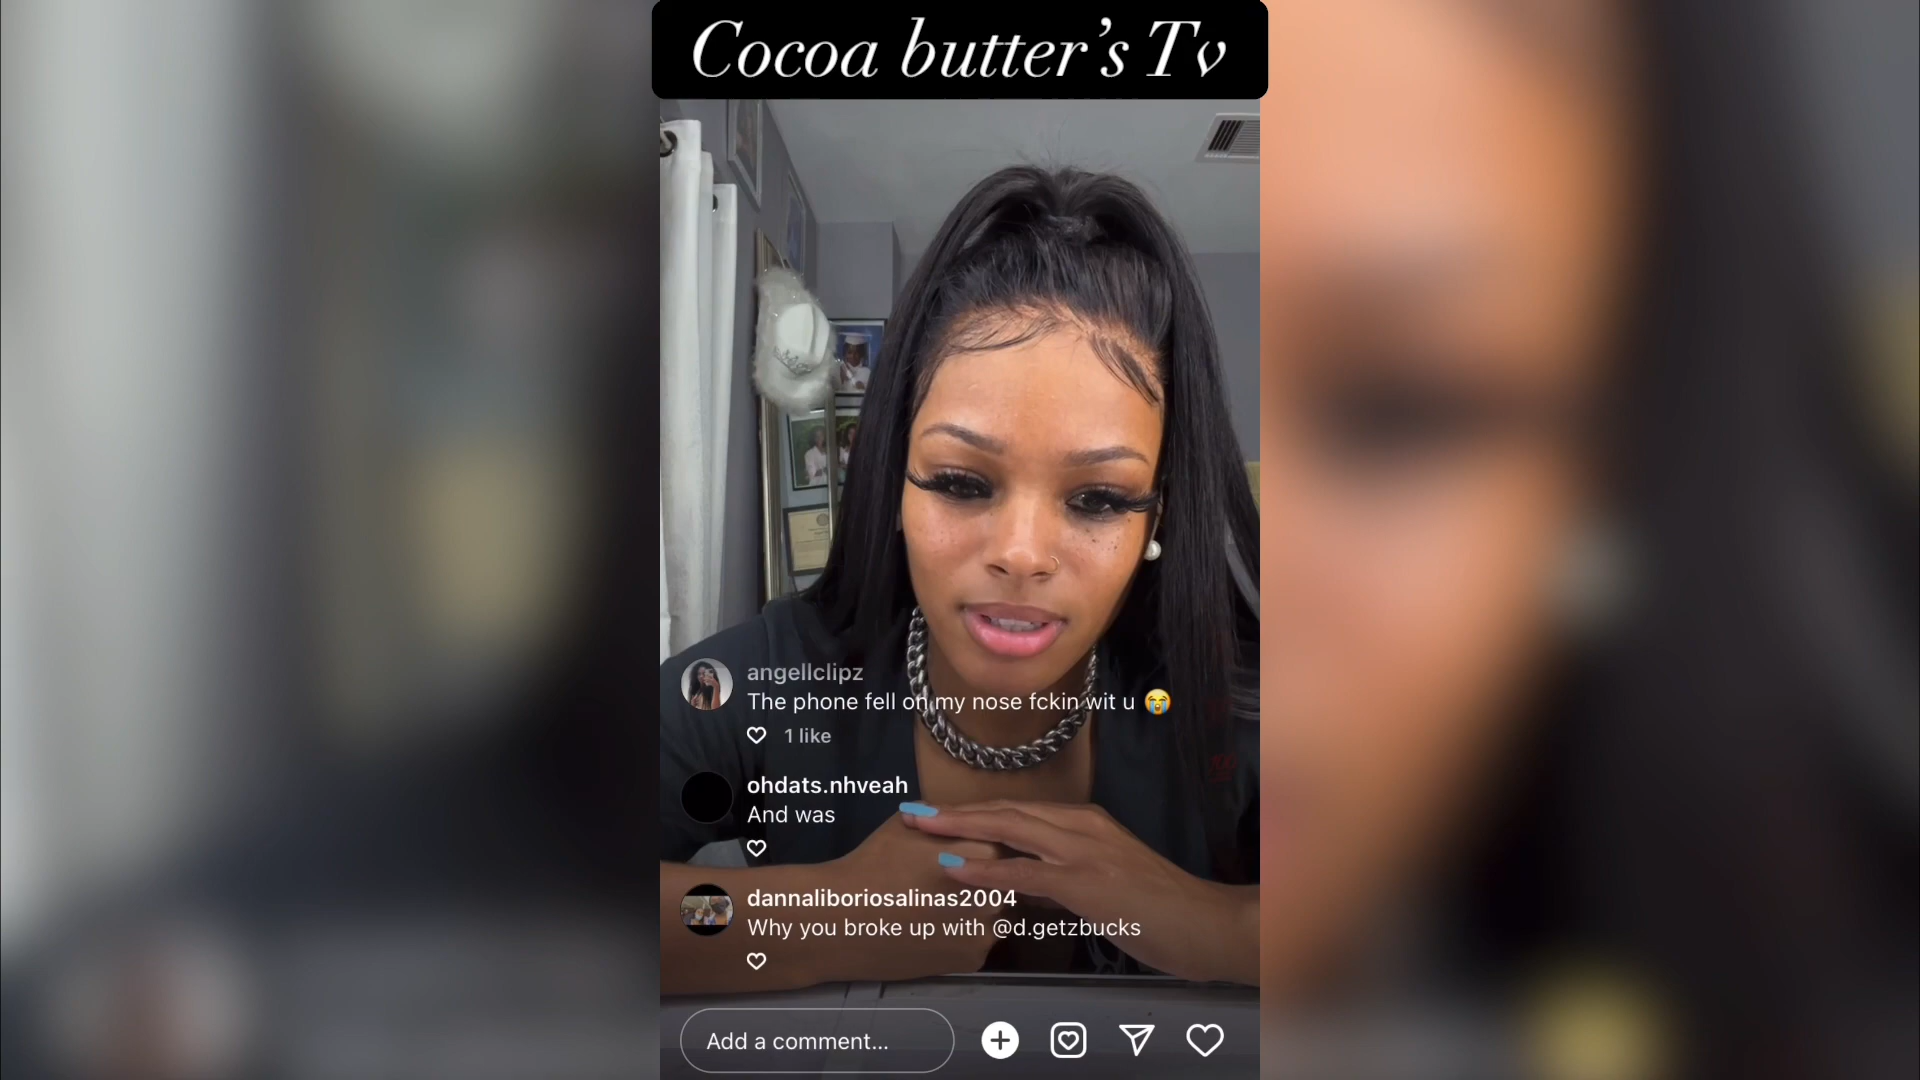 Cocoa butter’s Tv
angellclipz
The phone fell on my nose fckin wit u 😭
1 like
ohdats.nhveah
And was
dannaliboriosalinas2004
Why you broke up with @d.getzbucks
Add a comment...